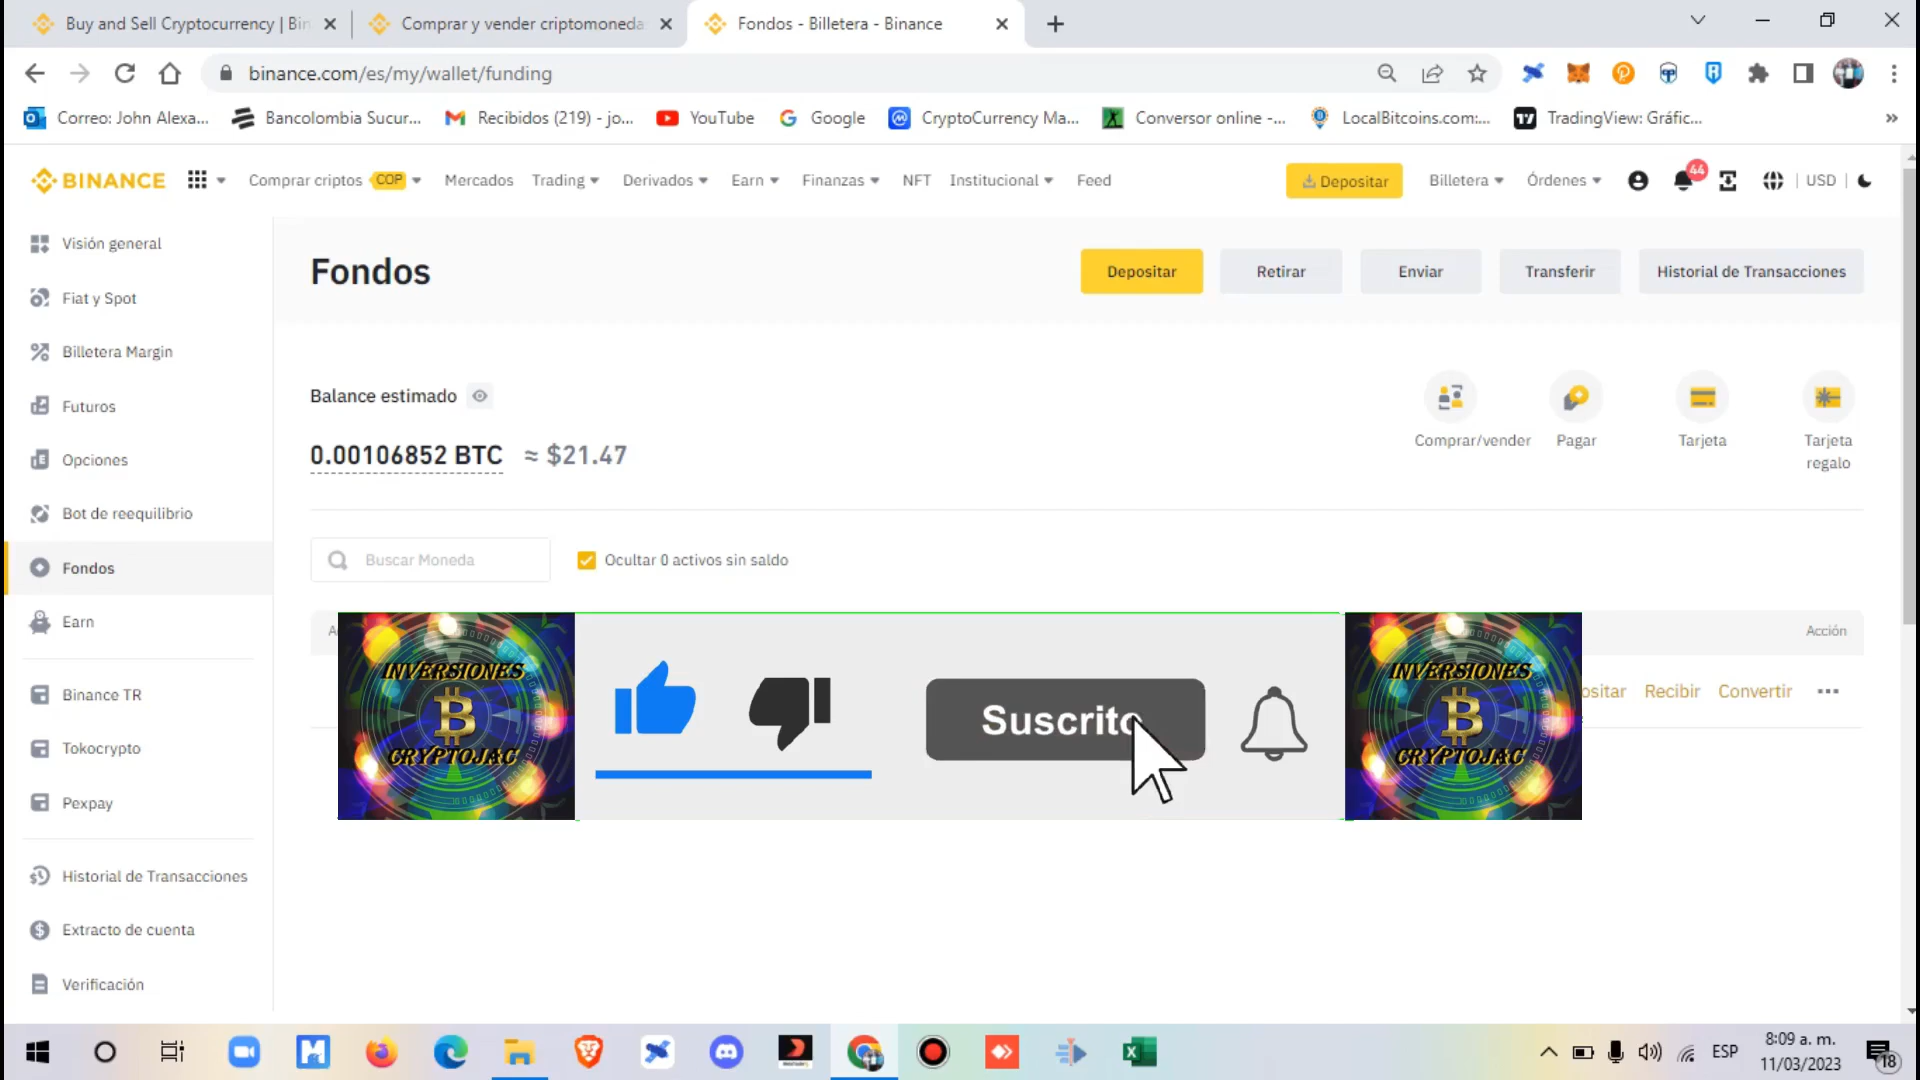 Buy and Sell Cryptocurrency | Bin
Comprar y vender criptomoneda
Fondos - Billetera - Binance
binance.com/es/my/wallet/funding
Correo: John Alexa...
Bancolombia Sucur...
Recibidos (219) - jo...
YouTube
Google
CryptoCurrency Ma...
Conversor online -...
LocalBitcoins.com:...
TradingView: Gráfic...
»
BINANCE
Comprar criptos COP
Mercados
Trading
Derivados
Earn
Finanzas
NFT
Institucional
Feed
Depositar
Billetera
Órdenes
44
USD
Visión general
Fiat y Spot
Billetera Margin
Futuros
Opciones
Bot de reequilibrio
Fondos
Earn
Binance TR
Tokocrypto
Pexpay
Historial de Transacciones
Extracto de cuenta
Verificación
Fondos
Depositar
Retirar
Enviar
Transferir
Historial de Transacciones
Balance estimado
0.00106852 BTC ≈ $21.47
Comprar/vender
Pagar
Tarjeta
Tarjeta
regalo
Buscar Moneda
Ocultar 0 activos sin saldo
Acción
ositar
Recibir
Convertir
INVERSIONES
CRYPTOJAC
Suscrito
INVERSIONES
CRYPTOJAC
ESP
8:09 a. m.
11/03/2023
18